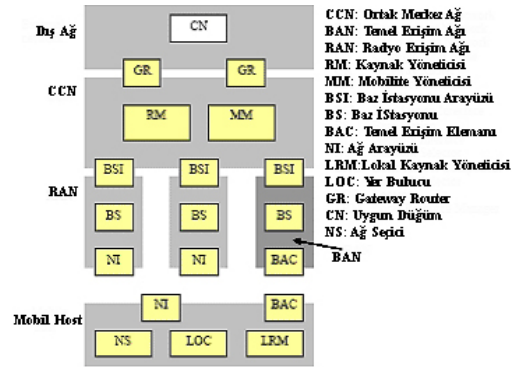 Dış Ağ
CN
GR GR
CCN
RM MM
BSI BSI BSI
RAN
BS BS BS
NI NI BAC
BAN
NI BAC
Mobil Host
NS LOC LRM
CCN: Ortak Merkez Ağ
BAN: Temel Erişim Ağı
RAN: Radyo Erişim Ağı
RM: Kaynak Yöneticisi
MM: Mobilite Yöneticisi
BSI: Baz İstasyonu Arayüzü
BS: Baz İStasyonu
BAC: Temel Erişim Elemanı
NI: Ağ Arayüzü
LRM:Lokal Kaynak Yöneticisi
LOC: Yer Bulucu
GR: Gateway Router
CN: Uygun Düğüm
NS: Ağ Seçici